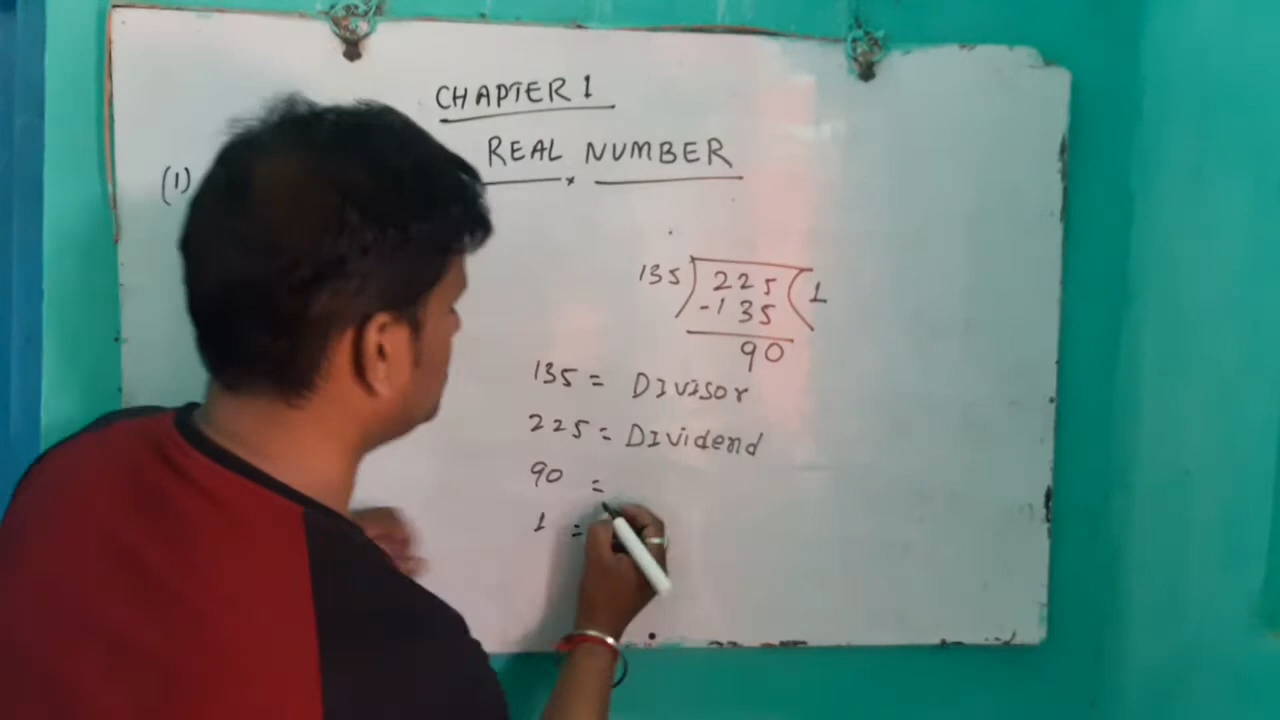 CHAPTER 1
REAL NUMBER
(1)
135) 225 (1
-135
90
135 = DIVISOr
225 = DIVidend
90 =
1 =